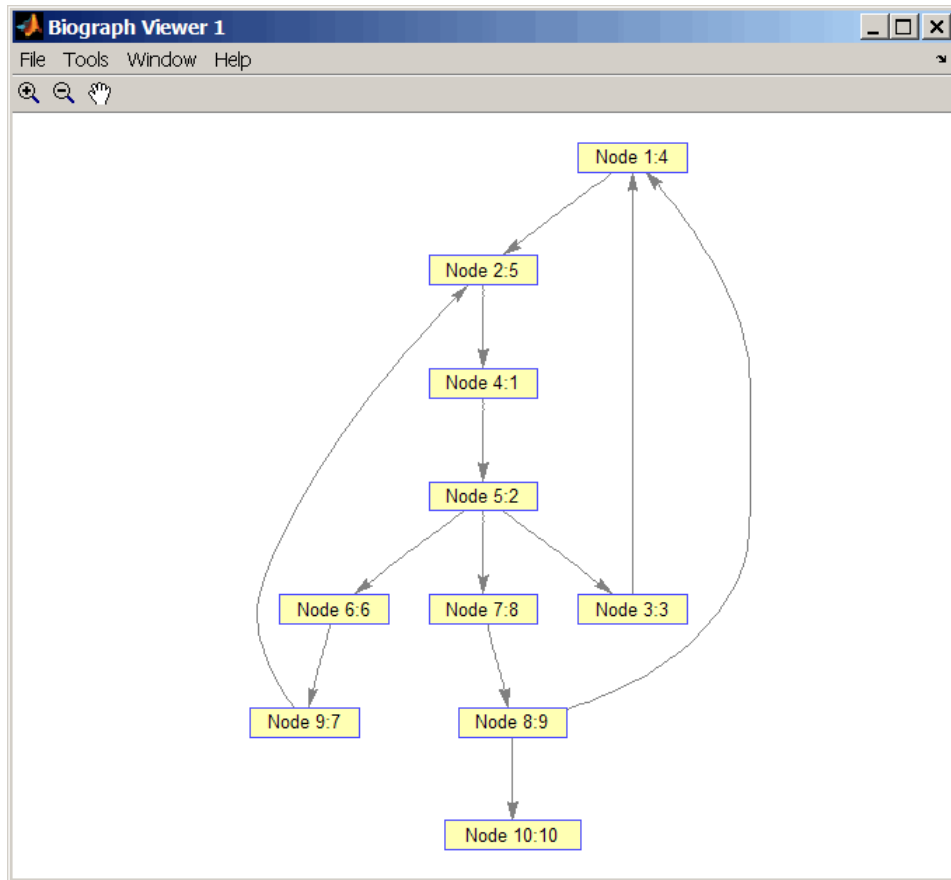 Biograph Viewer 1
File Tools Window Help
Node 1:4
Node 2:5
Node 4:1
Node 5:2
Node 6:6 Node 7:8 Node 3:3
Node 9:7 Node 8:9
Node 10:10